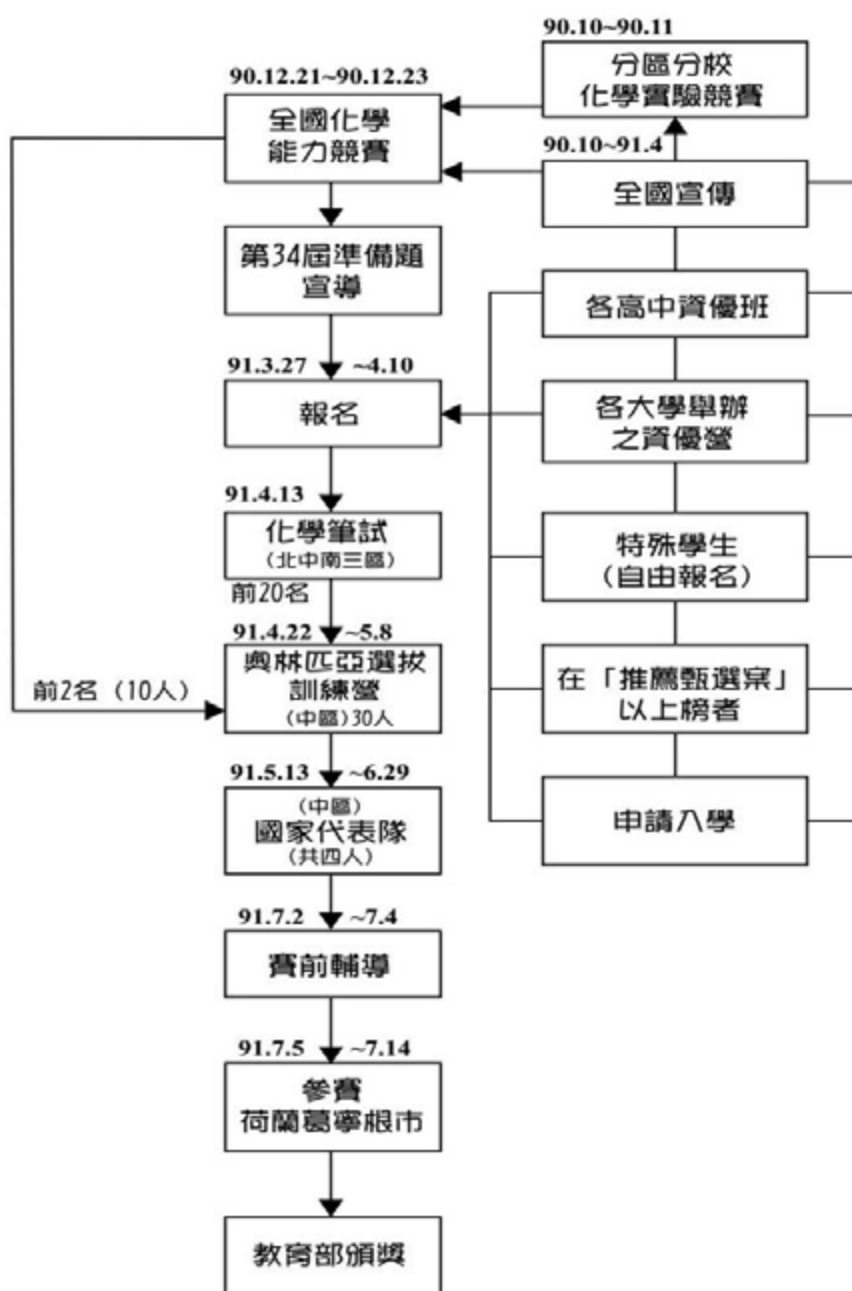 90.10~90.11
分區分校
化學實驗競賽
90.12.21~90.12.23
全國化學
能力競賽
90.10~91.4
全國宣傳
第34屆準備題
宣導
各高中資優班
91.3.27 ~4.10
報名
各大學舉辦
之資優營
91.4.13
化學筆試
(北中南三區)
前20名
特殊學生
(自由報名)
91.4.22 ~5.8
奧林匹亞選拔
訓練營
(中區)30人
前2名（10人）
在「推薦甄選案」
以上榜者
91.5.13 ~6.29
(中區)
國家代表隊
(共四人)
申請入學
91.7.2 ~7.4
賽前輔導
91.7.5 ~7.14
參賽
荷蘭葛寧根市
教育部頒獎